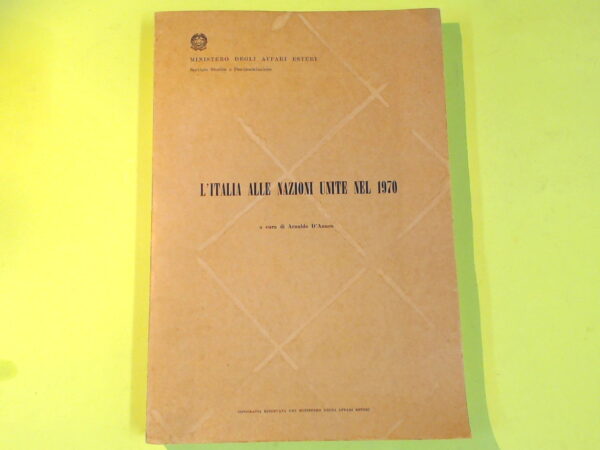 MINISTERO DEGLI AFFARI ESTERI
Servizio Storico e Documentazione
L'ITALIA ALLE NAZIONI UNITE NEL 1970
a cura di Arnaldo D'Anneo
TIPOGRAFIA RISERVATA DEL MINISTERO DEGLI AFFARI ESTERI